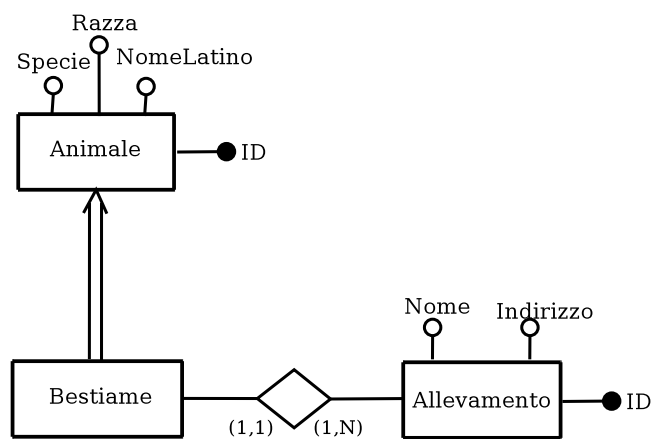 Razza
Specie
NomeLatino
Animale
ID
Nome
Indirizzo
Bestiame
Allevamento
ID
(1,1)
(1,N)